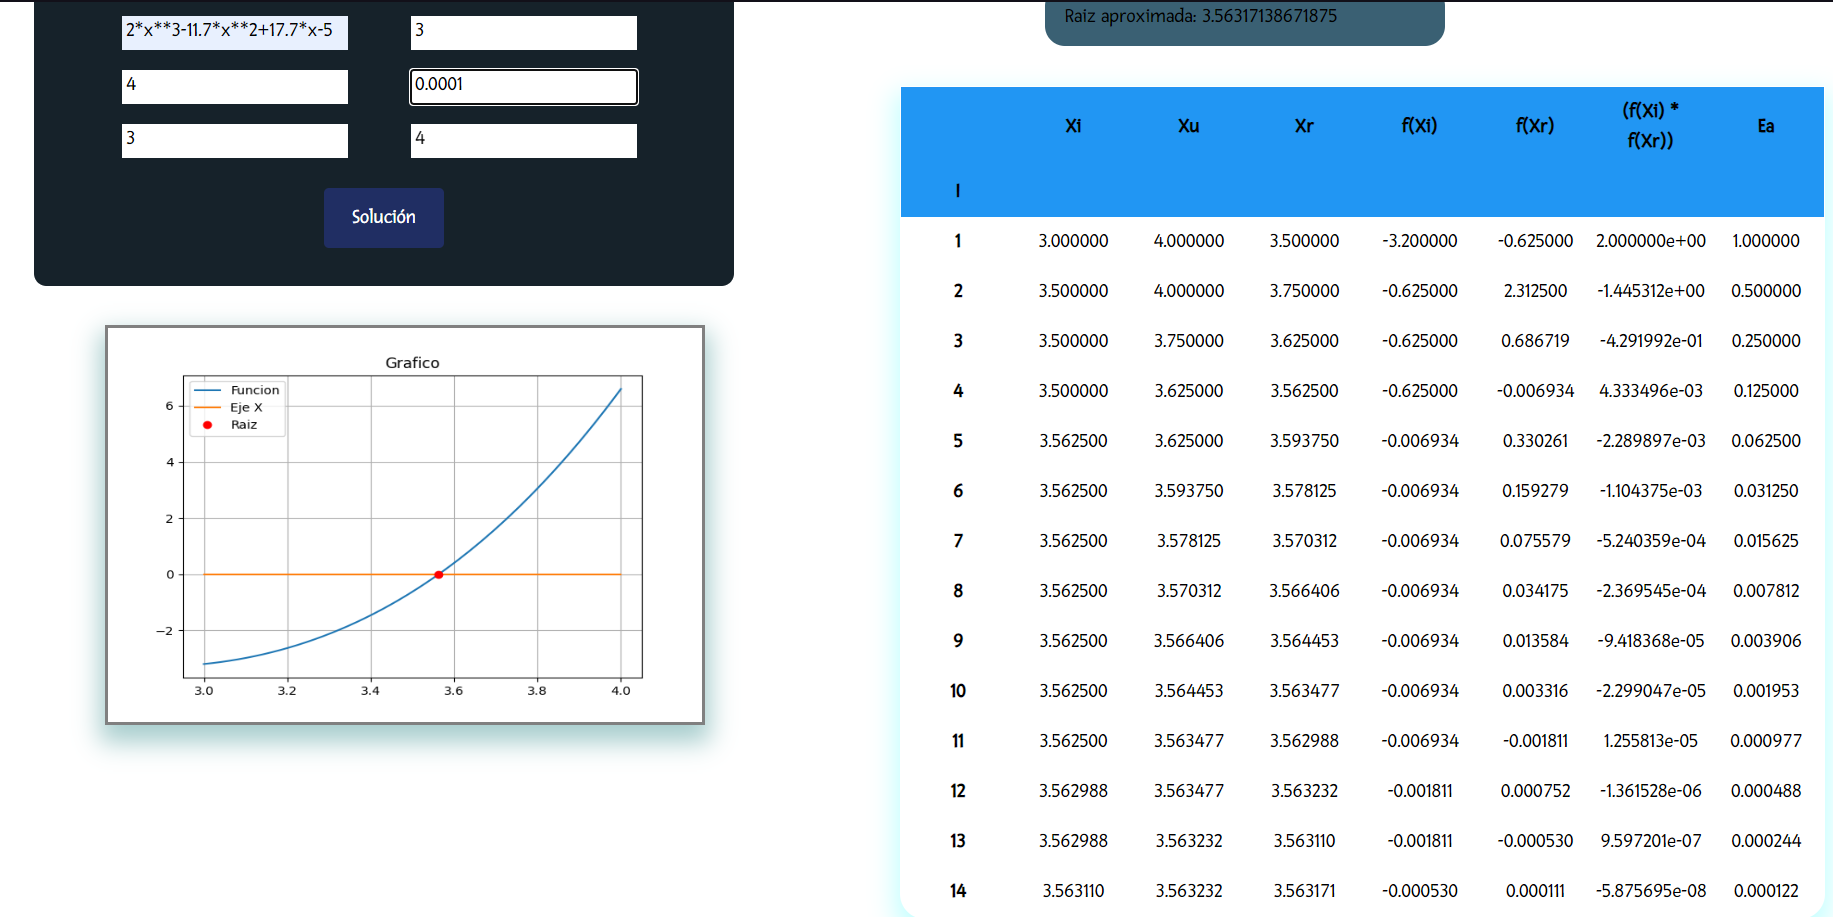 2*x**3-11.7*x**2+17.7*x-5
3
4
0.0001
3
4
Solución
Grafico
Funcion
Eje X
Raiz
6
4
2
0
−2
3.0 3.2 3.4 3.6 3.8 4.0
Raiz aproximada: 3.56317138671875
Xi Xu Xr f(Xi) f(Xr) (f(Xi) * f(Xr)) Ea
I
1 3.000000 4.000000 3.500000 -3.200000 -0.625000 2.000000e+00 1.000000
2 3.500000 4.000000 3.750000 -0.625000 2.312500 -1.445312e+00 0.500000
3 3.500000 3.750000 3.625000 -0.625000 0.686719 -4.291992e-01 0.250000
4 3.500000 3.625000 3.562500 -0.625000 -0.006934 4.333496e-03 0.125000
5 3.562500 3.625000 3.593750 -0.006934 0.330261 -2.289897e-03 0.062500
6 3.562500 3.593750 3.578125 -0.006934 0.159279 -1.104375e-03 0.031250
7 3.562500 3.578125 3.570312 -0.006934 0.075579 -5.240359e-04 0.015625
8 3.562500 3.570312 3.566406 -0.006934 0.034175 -2.369545e-04 0.007812
9 3.562500 3.566406 3.564453 -0.006934 0.013584 -9.418368e-05 0.003906
10 3.562500 3.564453 3.563477 -0.006934 0.003316 -2.299047e-05 0.001953
11 3.562500 3.563477 3.562988 -0.006934 -0.001811 1.255813e-05 0.000977
12 3.562988 3.563477 3.563232 -0.001811 0.000752 -1.361528e-06 0.000488
13 3.562988 3.563232 3.563110 -0.001811 -0.000530 9.597201e-07 0.000244
14 3.563110 3.563232 3.563171 -0.000530 0.000111 -5.875695e-08 0.000122